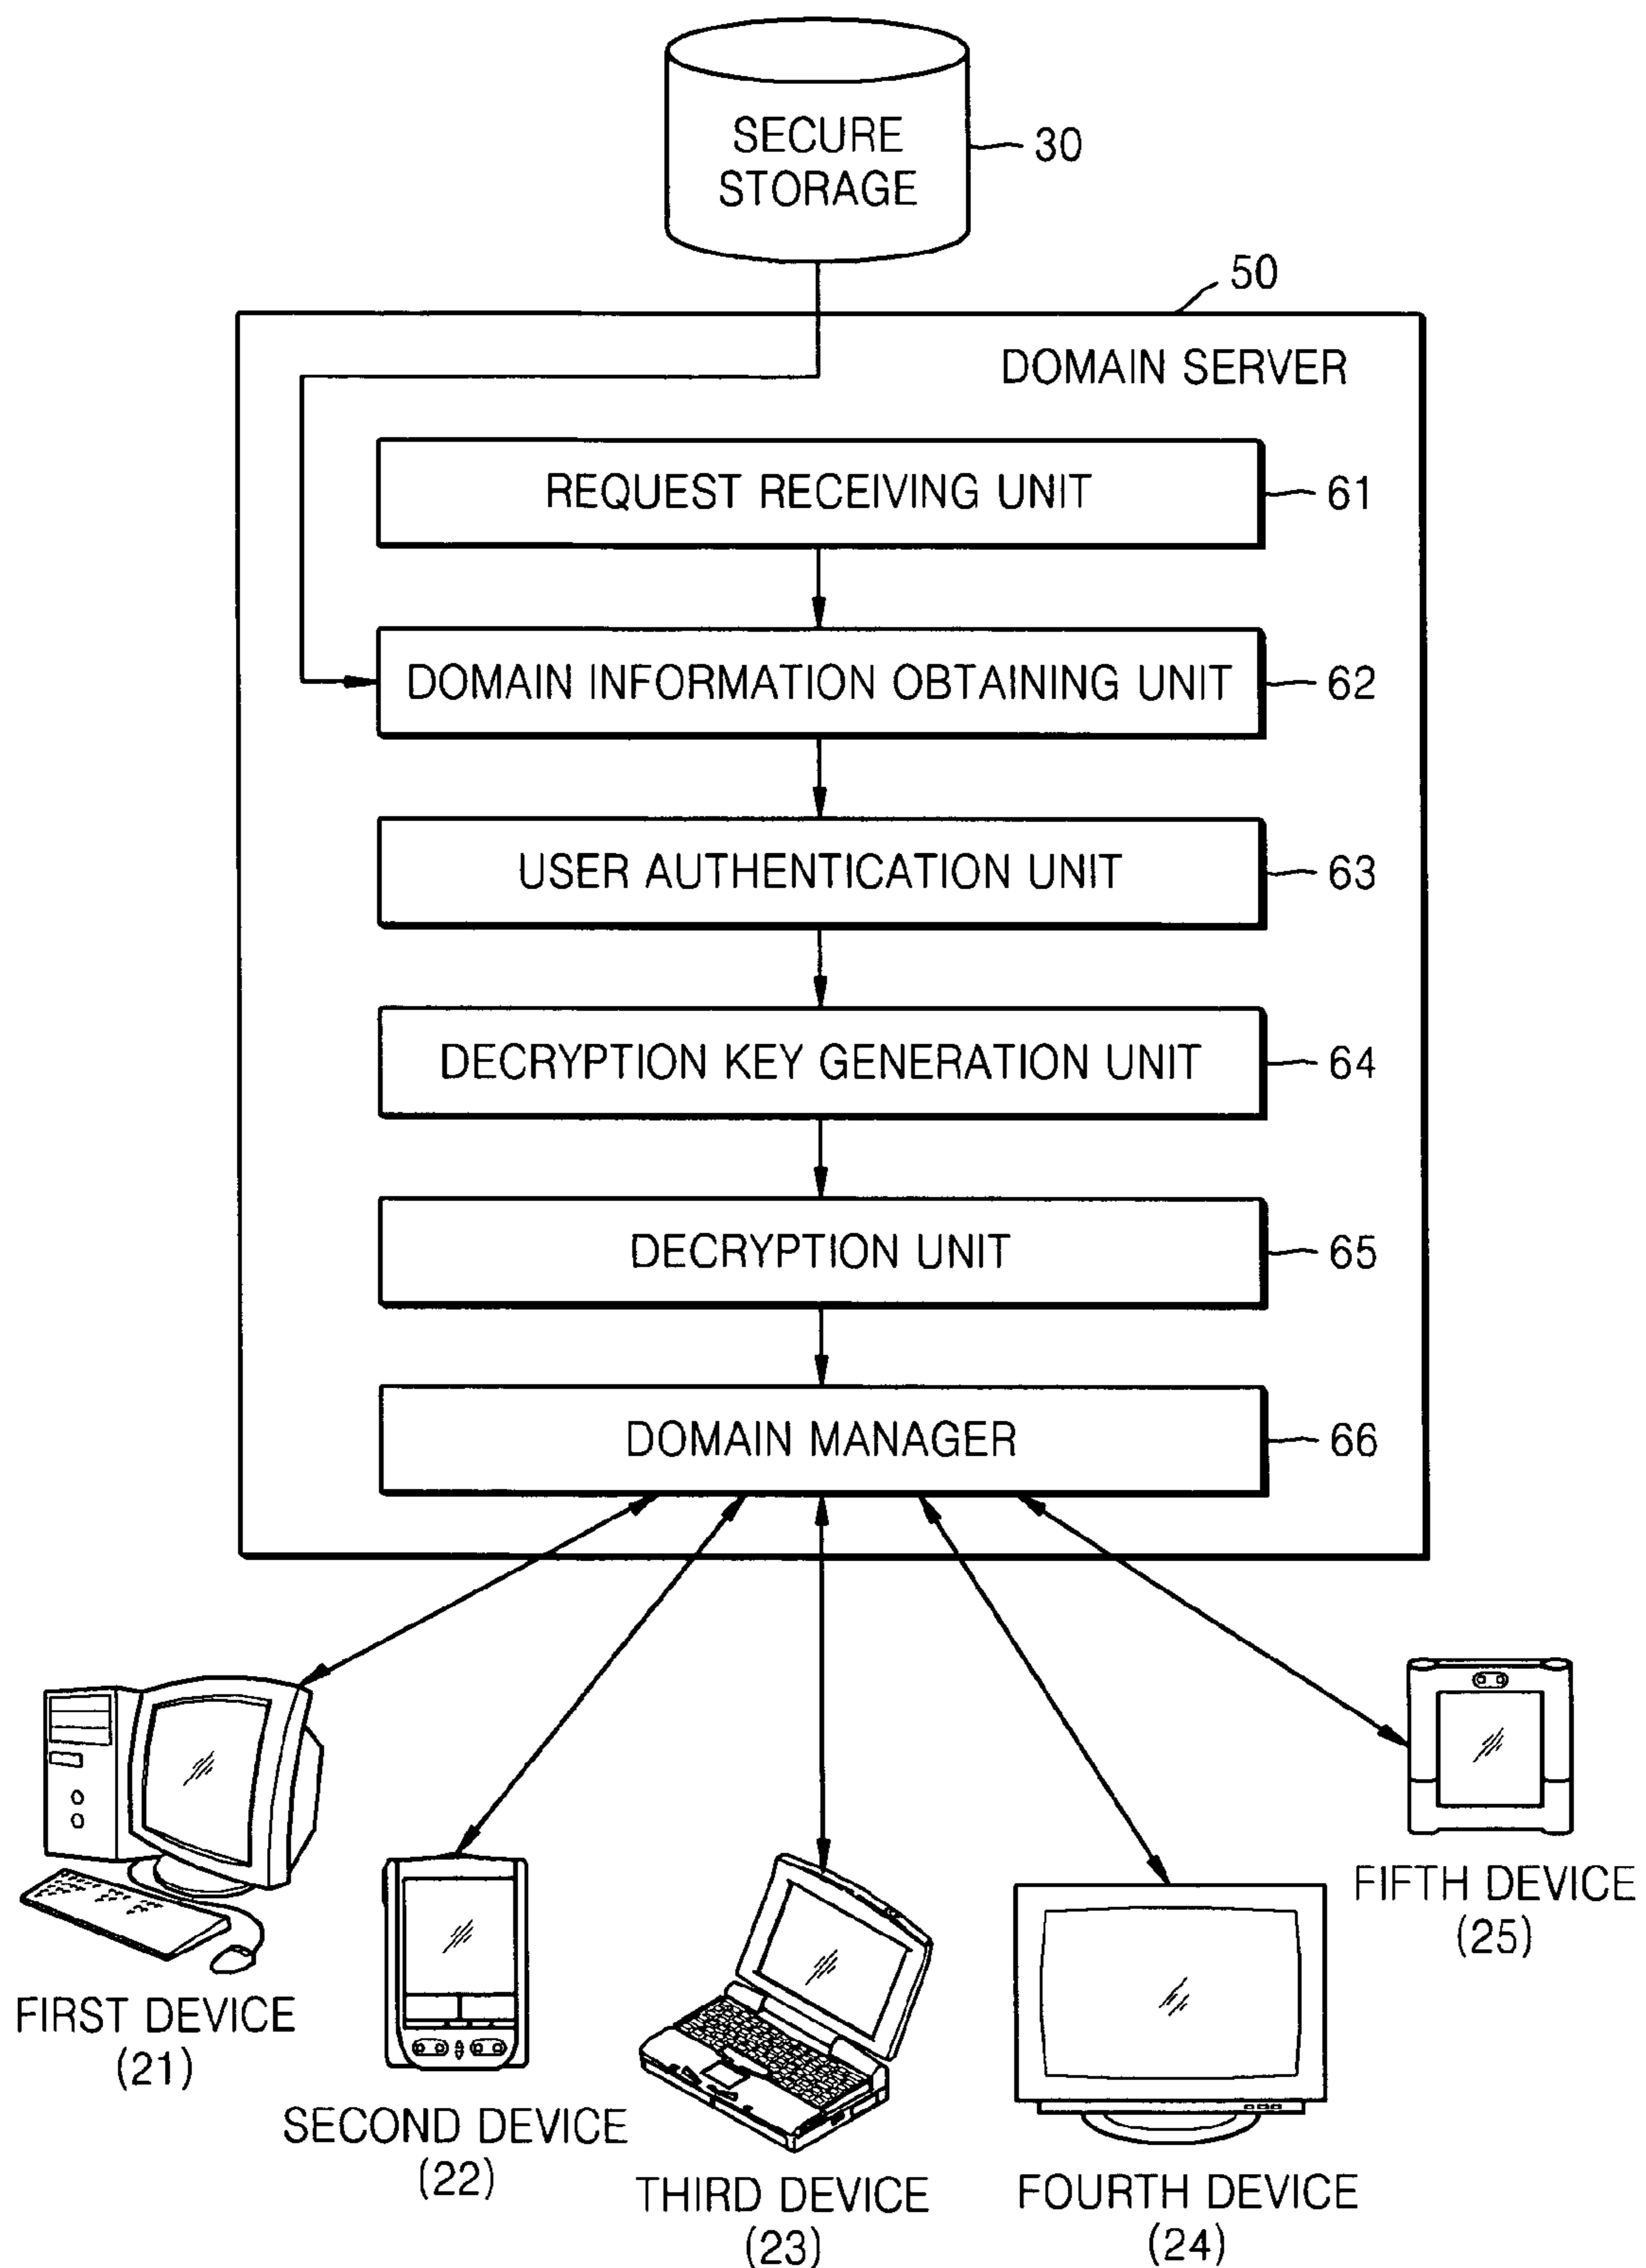 SECURE
STORAGE
30
50
DOMAIN SERVER
REQUEST RECEIVING UNIT
61
DOMAIN INFORMATION OBTAINING UNIT
62
USER AUTHENTICATION UNIT
63
DECRYPTION KEY GENERATION UNIT
64
DECRYPTION UNIT
65
DOMAIN MANAGER
66
FIRST DEVICE
(21)
SECOND DEVICE
(22)
THIRD DEVICE
(23)
FOURTH DEVICE
(24)
FIFTH DEVICE
(25)